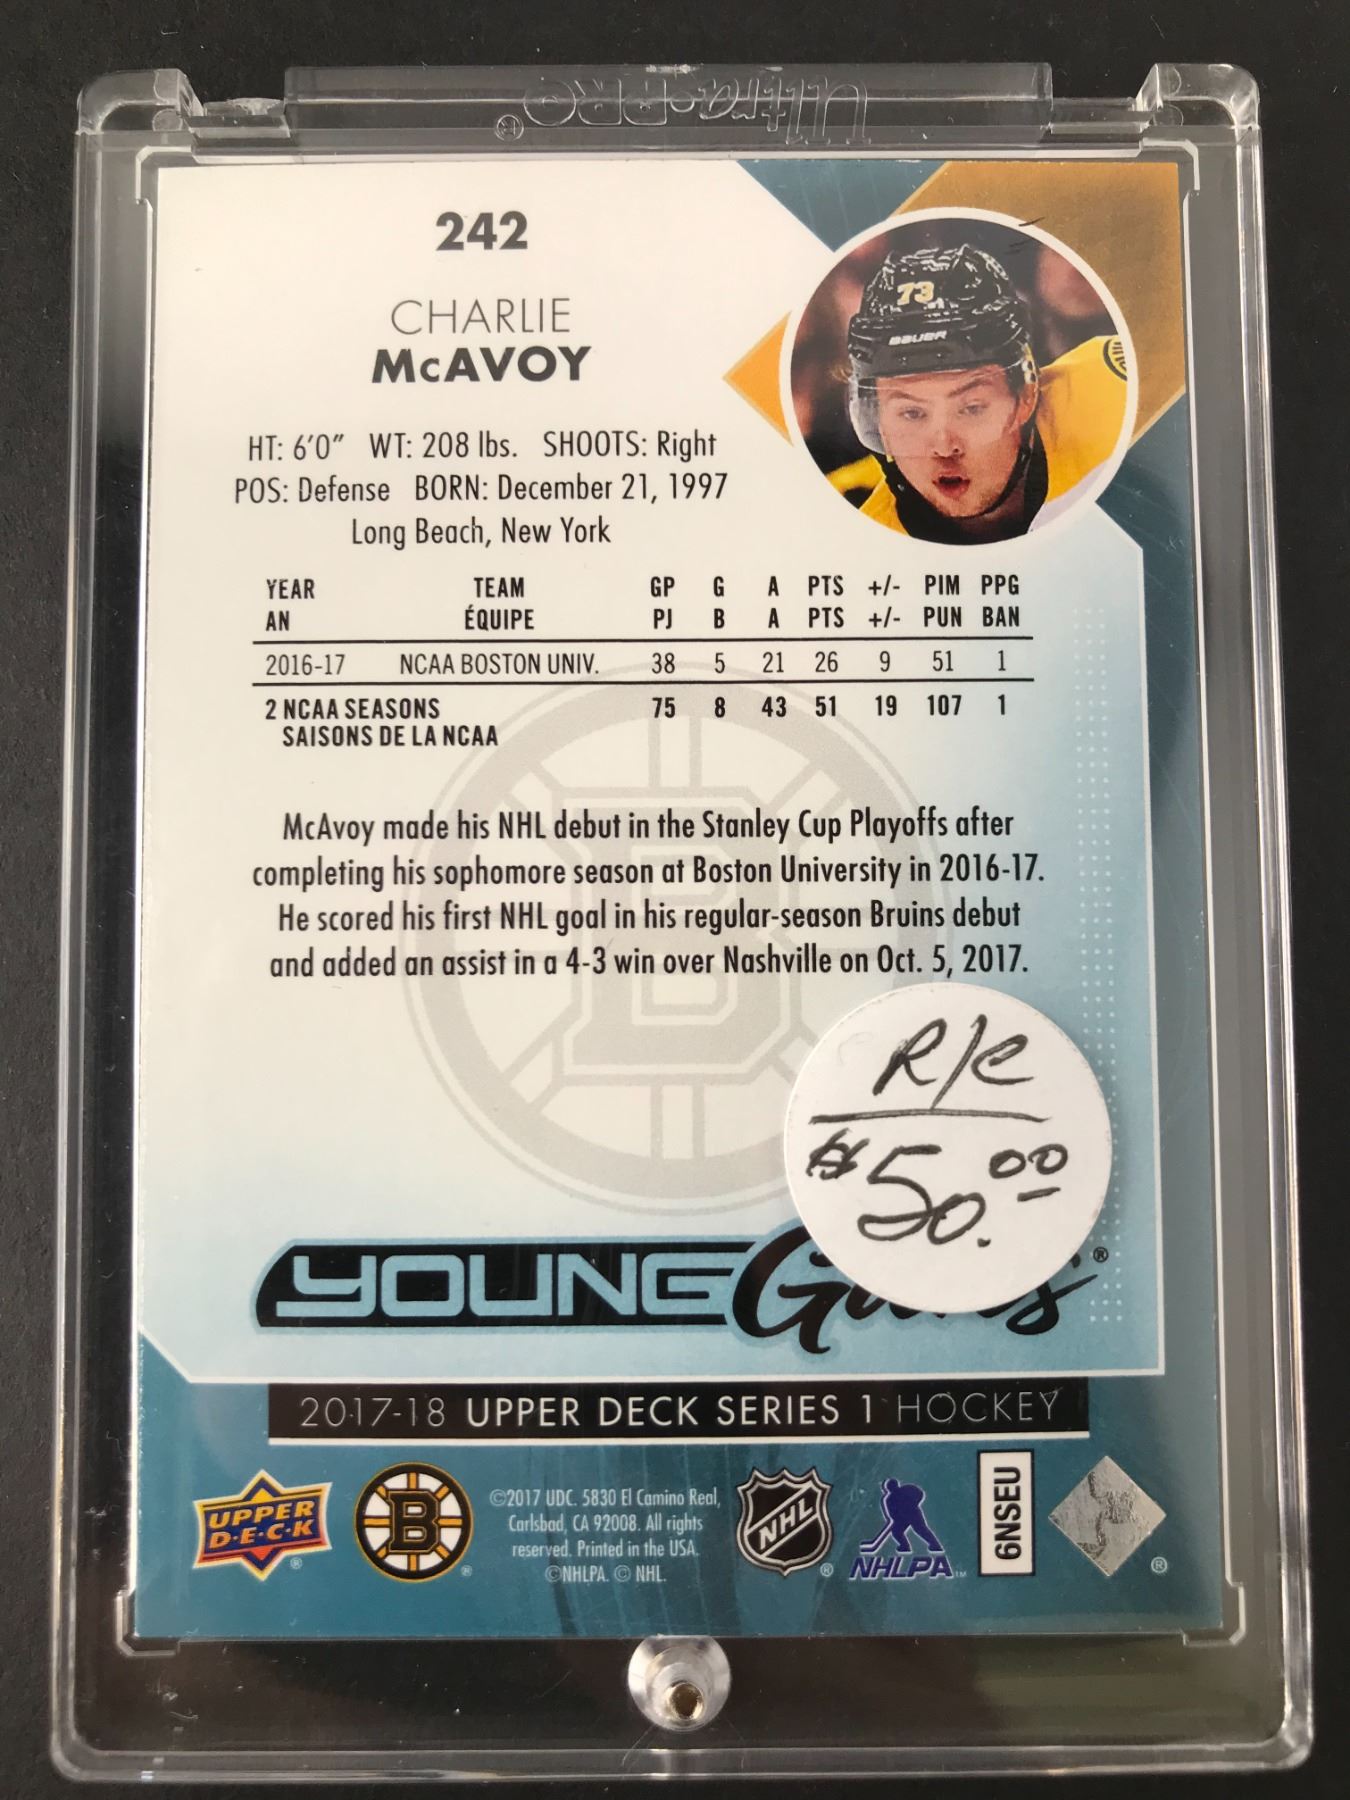 Ultra·PRO®
242
CHARLIE
McAVOY
73
BAUER
HT: 6'0" WT: 208 lbs. SHOOTS: Right
POS: Defense BORN: December 21, 1997
Long Beach, New York
YEAR TEAM GP G A PTS +/- PIM PPG
AN ÉQUIPE PJ B A PTS +/- PUN BAN
2016-17 NCAA BOSTON UNIV. 38 5 21 26 9 51 1
2 NCAA SEASONS 75 8 43 51 19 107 1
SAISONS DE LA NCAA
McAvoy made his NHL debut in the Stanley Cup Playoffs after
completing his sophomore season at Boston University in 2016-17.
He scored his first NHL goal in his regular-season Bruins debut
and added an assist in a 4-3 win over Nashville on Oct. 5, 2017.
B
R/C
$50.00
YOUNG Guns®
2017-18 UPPER DECK SERIES 1 HOCKEY
UPPER
D·E·C·K
®
B
®
©2017 UDC. 5830 El Camino Real,
Carlsbad, CA 92008. All rights
reserved. Printed in the USA.
©NHLPA. © NHL.
NHL
®
NHLPA™
6NSEU
®